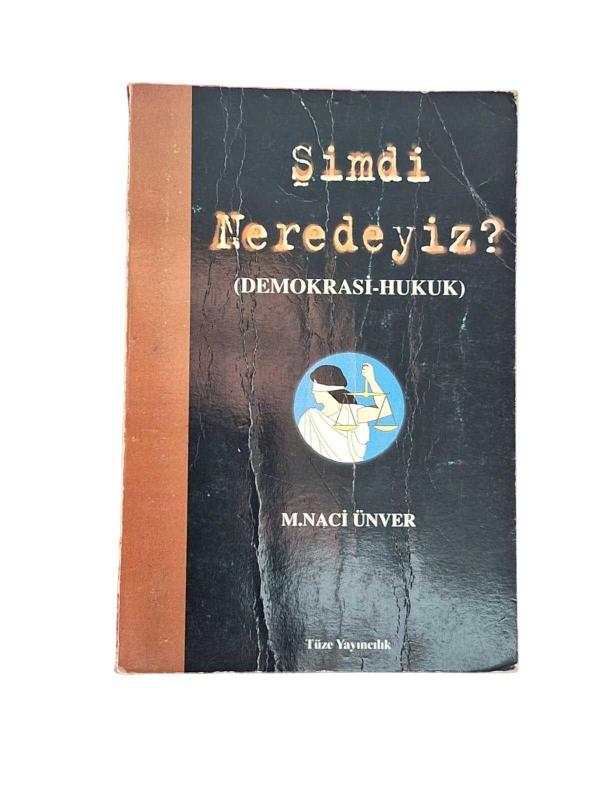 Şimdi
Neredeyiz?
(DEMOKRASİ-HUKUK)
M.NACİ ÜNVER
Tüze Yayıncılık